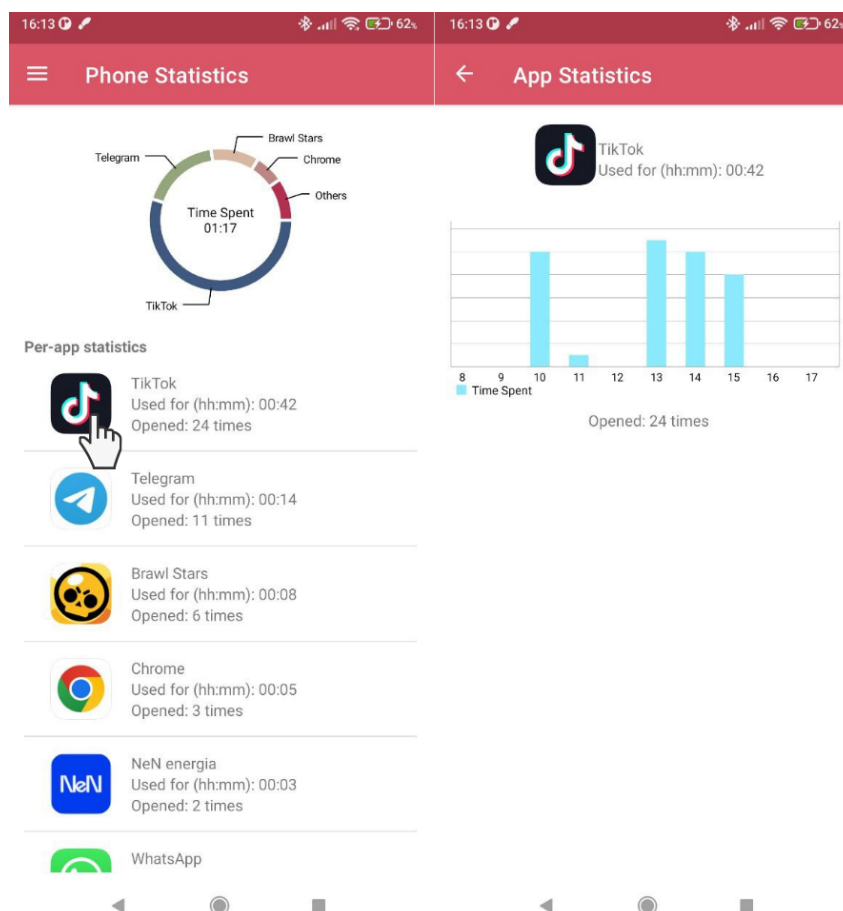 16:13
62%
Phone Statistics
Brawl Stars
Telegram
Chrome
Others
Time Spent
01:17
TikTok
Per-app statistics
TikTok
Used for (hh:mm): 00:42
Opened: 24 times
Telegram
Used for (hh:mm): 00:14
Opened: 11 times
Brawl Stars
Used for (hh:mm): 00:08
Opened: 6 times
Chrome
Used for (hh:mm): 00:05
Opened: 3 times
NeN
NeN energia
Used for (hh:mm): 00:03
Opened: 2 times
WhatsApp
16:13
62%
App Statistics
TikTok
Used for (hh:mm): 00:42
8 9 10 11 12 13 14 15 16 17
Time Spent
Opened: 24 times